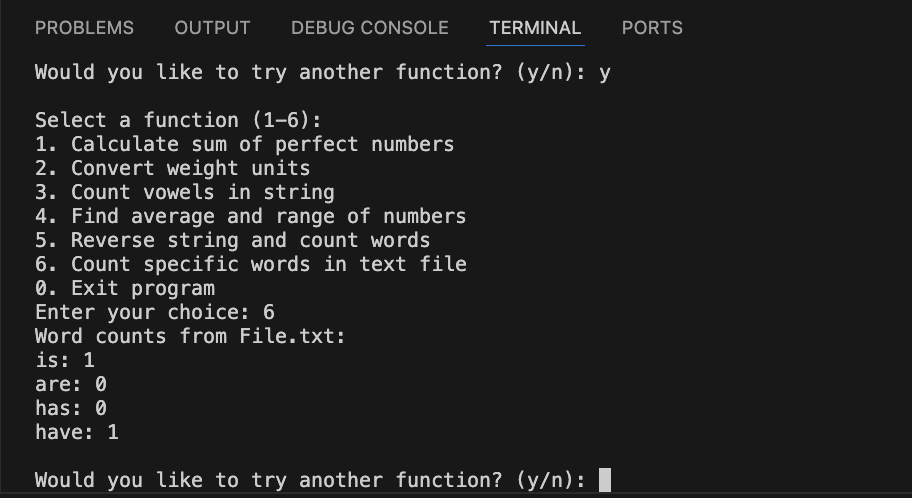 PROBLEMS OUTPUT DEBUG CONSOLE TERMINAL PORTS
Would you like to try another function? (y/n): y
Select a function (1-6):
1. Calculate sum of perfect numbers
2. Convert weight units
3. Count vowels in string
4. Find average and range of numbers
5. Reverse string and count words
6. Count specific words in text file
0. Exit program
Enter your choice: 6
Word counts from File.txt:
is: 1
are: 0
has: 0
have: 1
Would you like to try another function? (y/n):